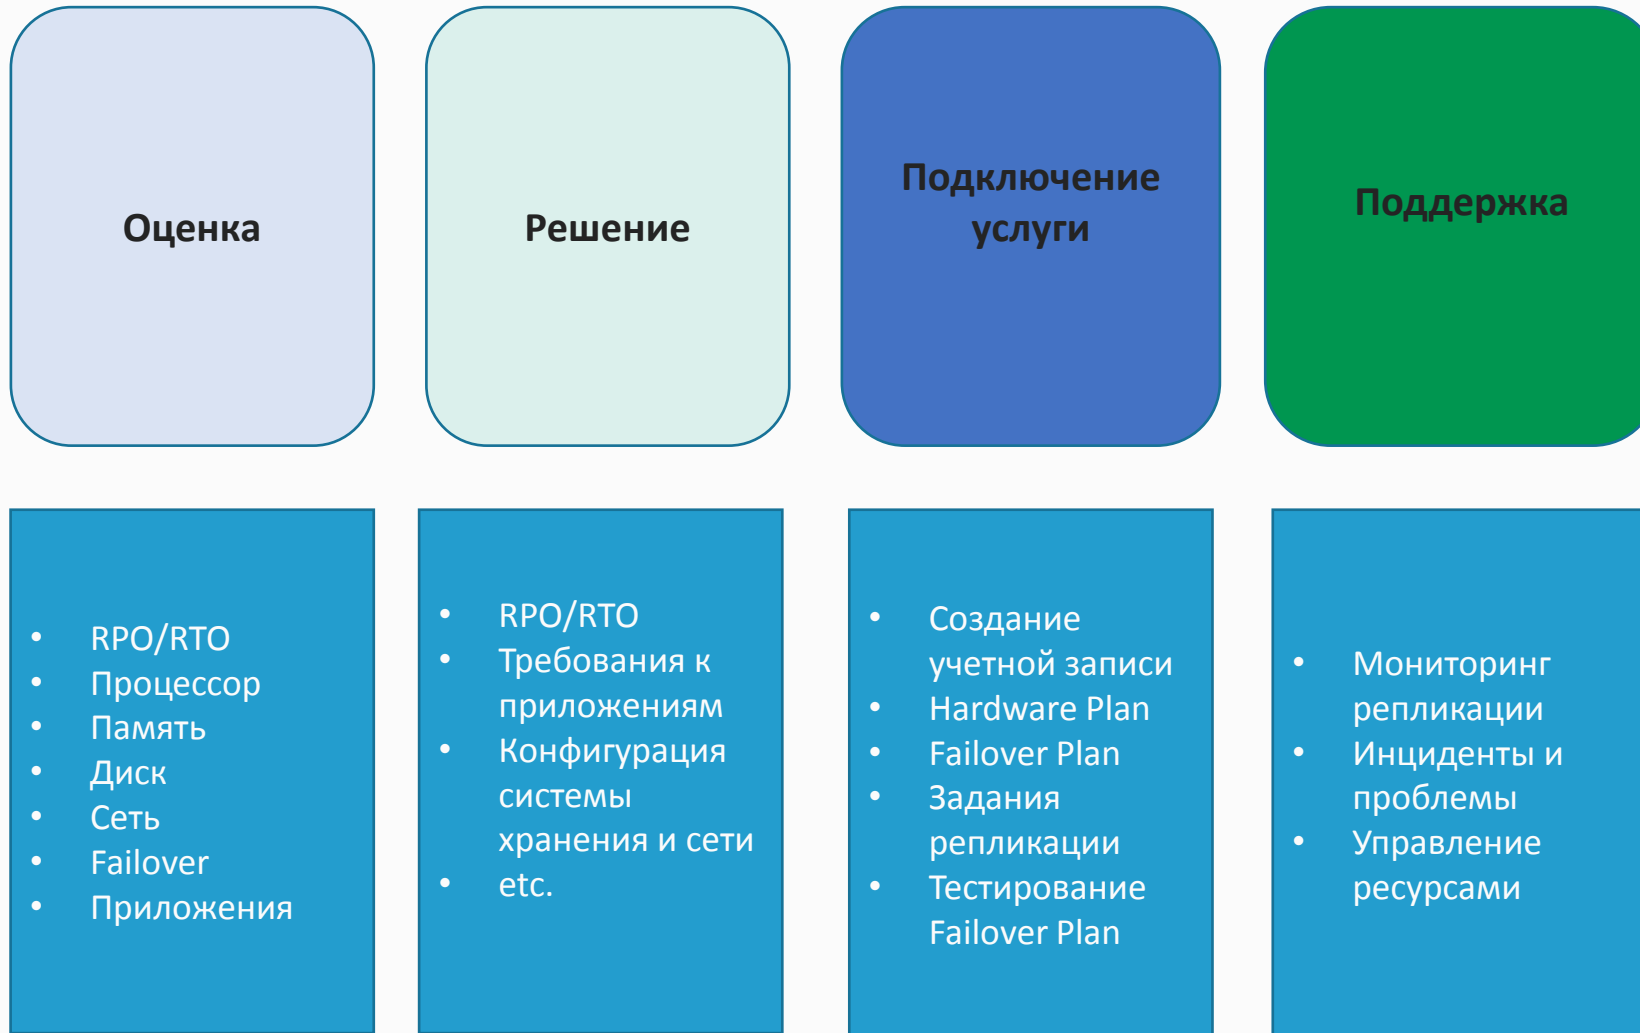 Оценка
Решение
Подключение
услуги
Поддержка
• RPO/RTO
• Процессор
• Память
• Диск
• Сеть
• Failover
• Приложения
• RPO/RTO
• Требования к
приложениям
• Конфигурация
системы
хранения и сети
• etc.
• Создание
учетной записи
• Hardware Plan
• Failover Plan
• Задания
репликации
• Тестирование
Failover Plan
• Мониторинг
репликации
• Инциденты и
проблемы
• Управление
ресурсами